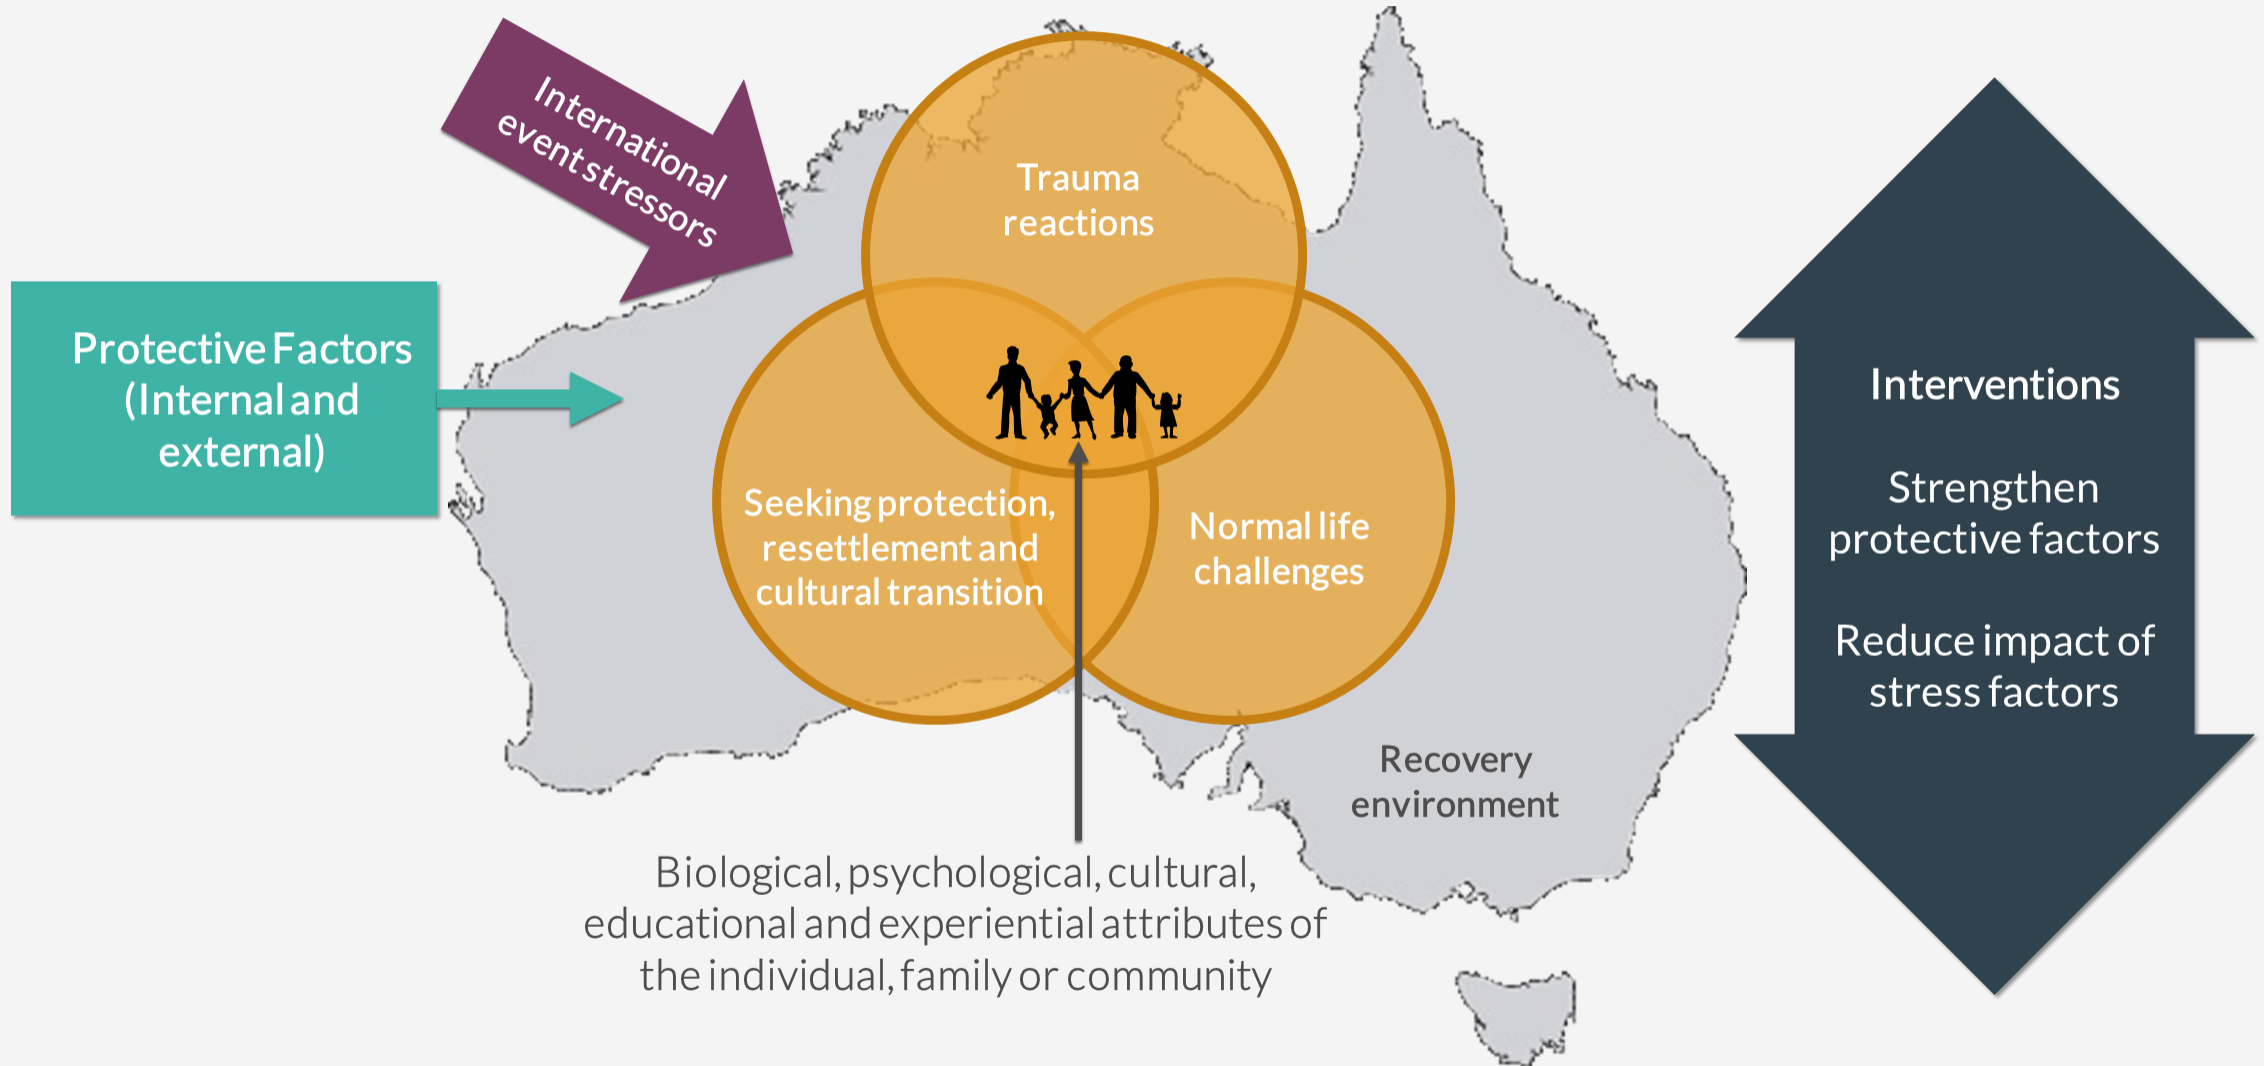 International
event stressors
Trauma
reactions
Protective Factors
(Internal and
external)
Seeking protection,
resettlement and
cultural transition
Normal life
challenges
Interventions
Strengthen
protective factors
Reduce impact of
stress factors
Recovery
environment
Biological, psychological, cultural,
educational and experiential attributes of
the individual, family or community